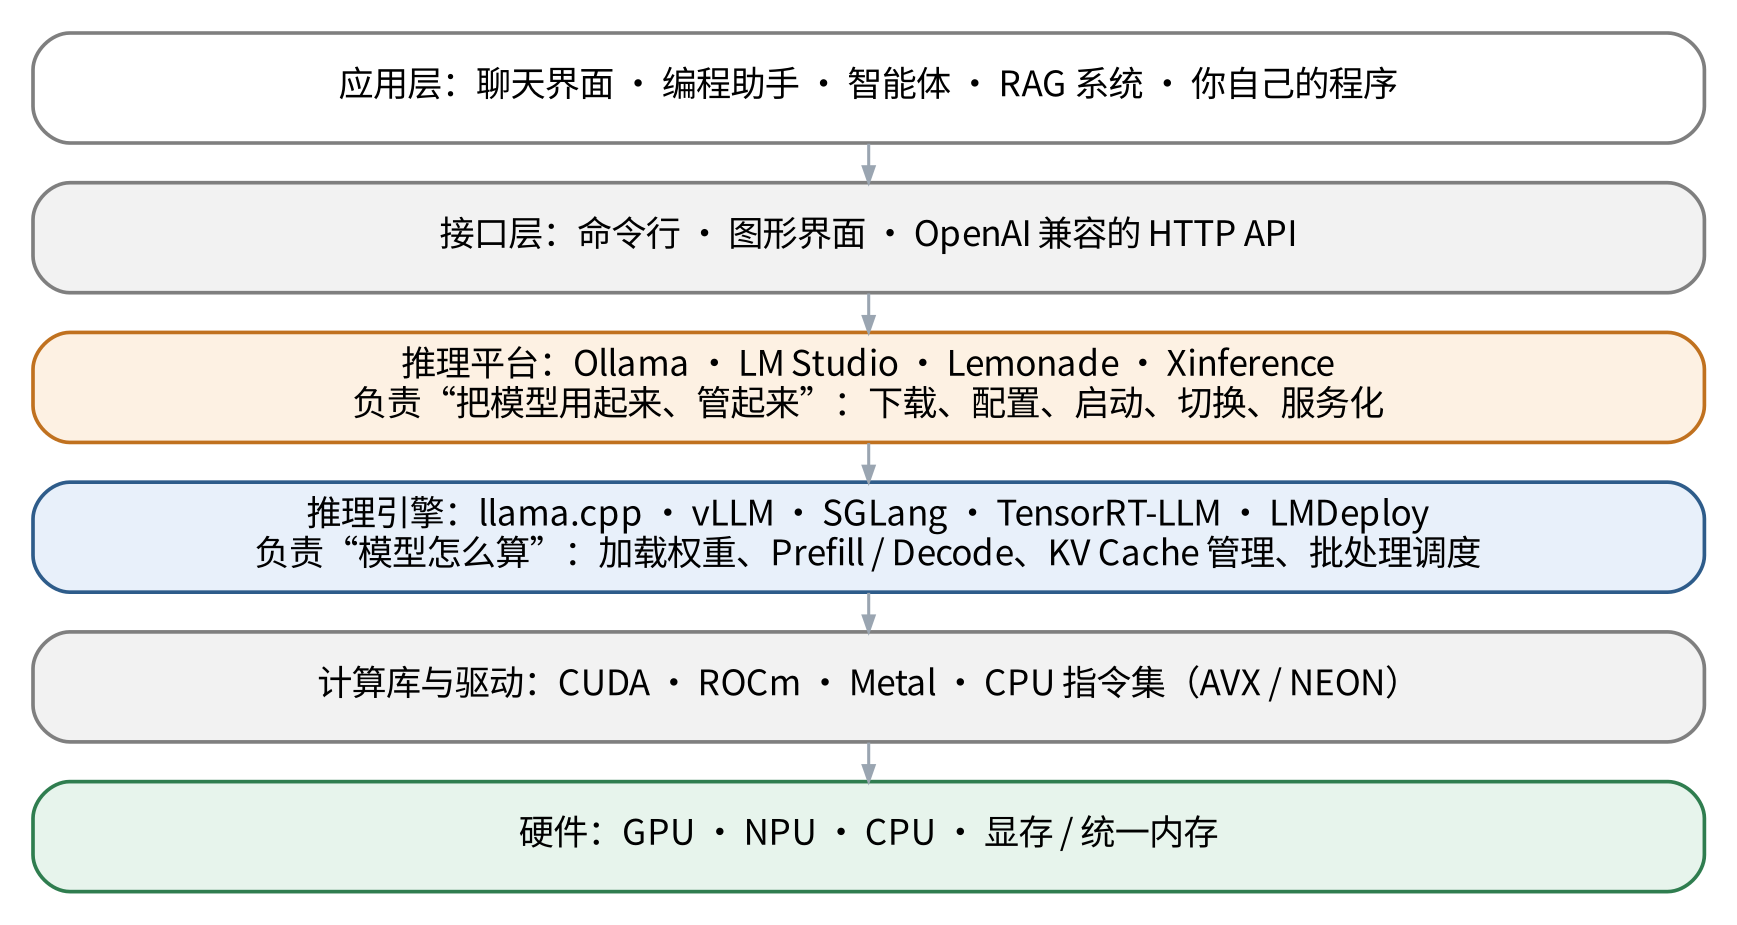 应用层：聊天界面 · 编程助手 · 智能体 · RAG 系统 · 你自己的程序
接口层：命令行 · 图形界面 · OpenAI 兼容的 HTTP API
推理平台：Ollama · LM Studio · Lemonade · Xinference
负责“把模型用起来、管起来”：下载、配置、启动、切换、服务化
推理引擎：llama.cpp · vLLM · SGLang · TensorRT-LLM · LMDeploy
负责“模型怎么算”：加载权重、Prefill / Decode、KV Cache 管理、批处理调度
计算库与驱动：CUDA · ROCm · Metal · CPU 指令集（AVX / NEON）
硬件：GPU · NPU · CPU · 显存 / 统一内存